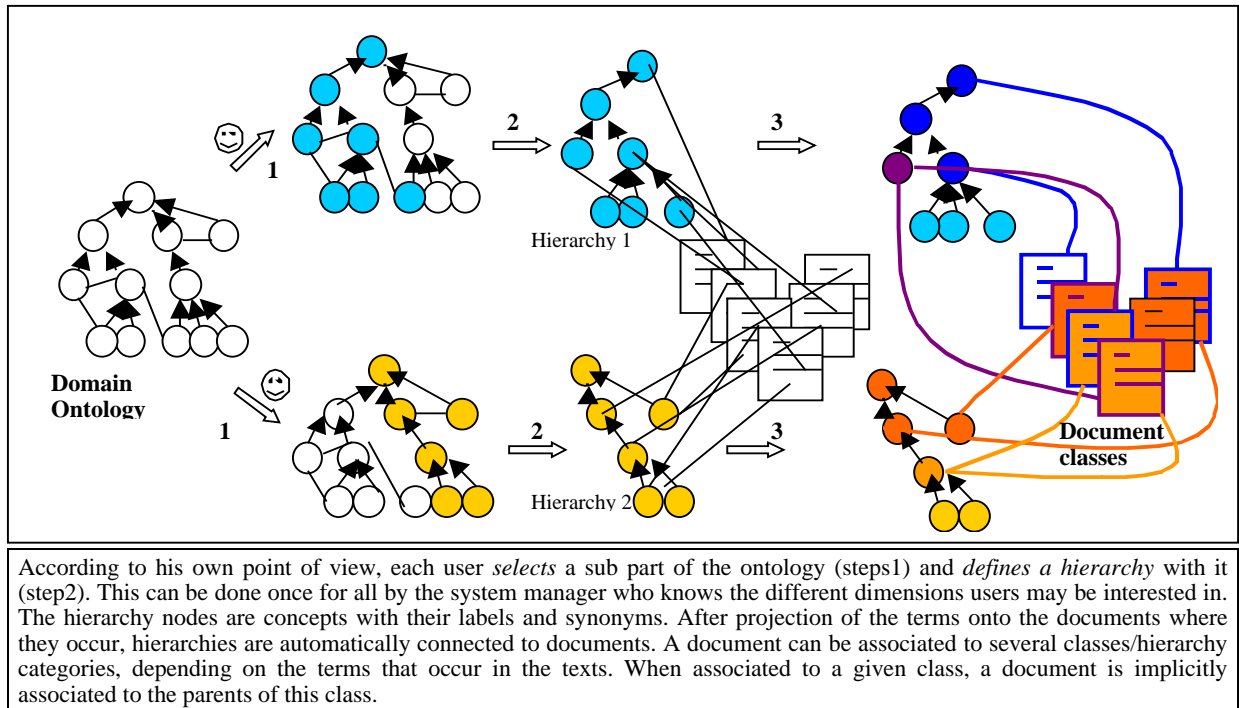 1
2
3
Hierarchy 1
Domain
Ontology
1
2
3
Hierarchy 2
Document
classes
According to his own point of view, each user selects a sub part of the ontology (steps1) and defines a hierarchy with it
(step2). This can be done once for all by the system manager who knows the different dimensions users may be interested in.
The hierarchy nodes are concepts with their labels and synonyms. After projection of the terms onto the documents where
they occur, hierarchies are automatically connected to documents. A document can be associated to several classes/hierarchy
categories, depending on the terms that occur in the texts. When associated to a given class, a document is implicitly
associated to the parents of this class.